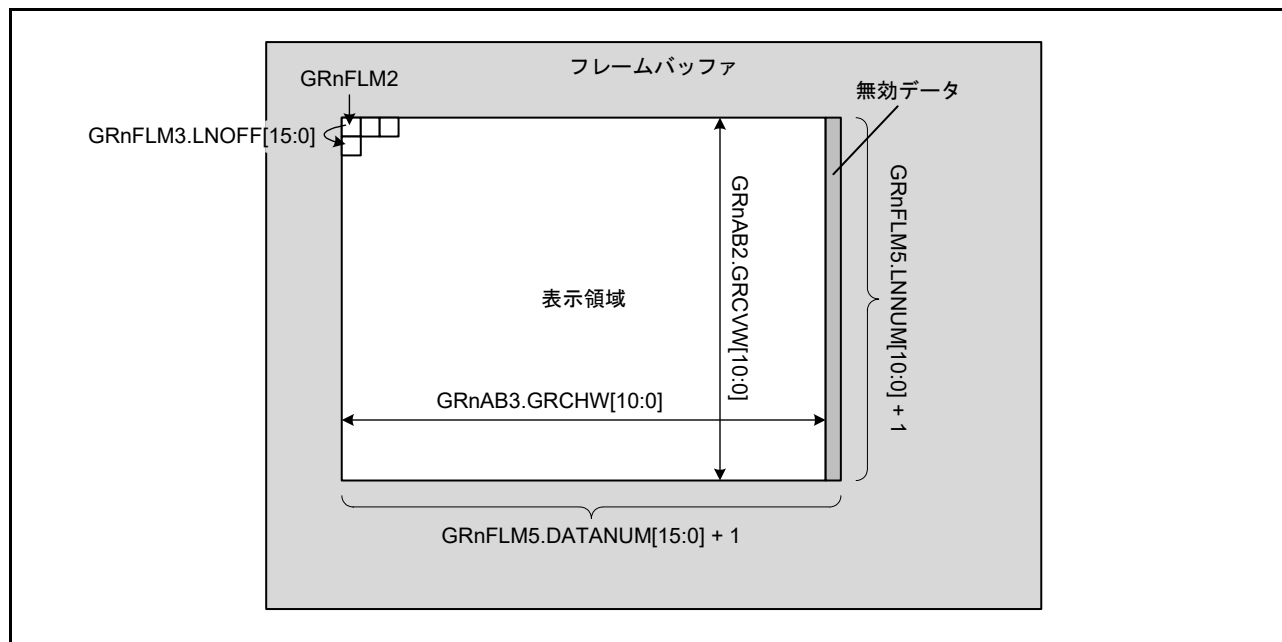 フレームバッファ
GRnFLM2
無効データ
GRnFLM3.LNOFF[15:0]
GRnAB2.GRCVW[10:0]
GRnFLM5.LNNUM[10:0] + 1
表示領域
GRnAB3.GRCHW[10:0]
GRnFLM5.DATANUM[15:0] + 1